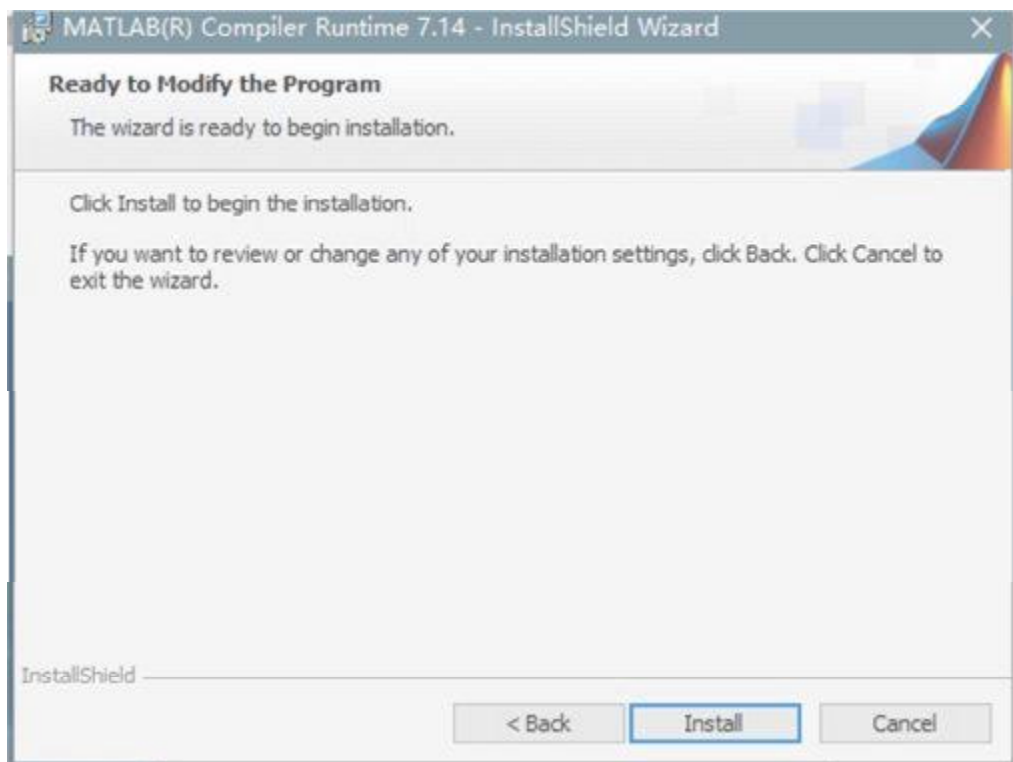 MATLAB(R) Compiler Runtime 7.14 - InstallShield Wizard
Ready to Modify the Program
The wizard is ready to begin installation.
Click Install to begin the installation.
If you want to review or change any of your installation settings, click Back. Click Cancel to
exit the wizard.
InstallShield
< Back
Install
Cancel